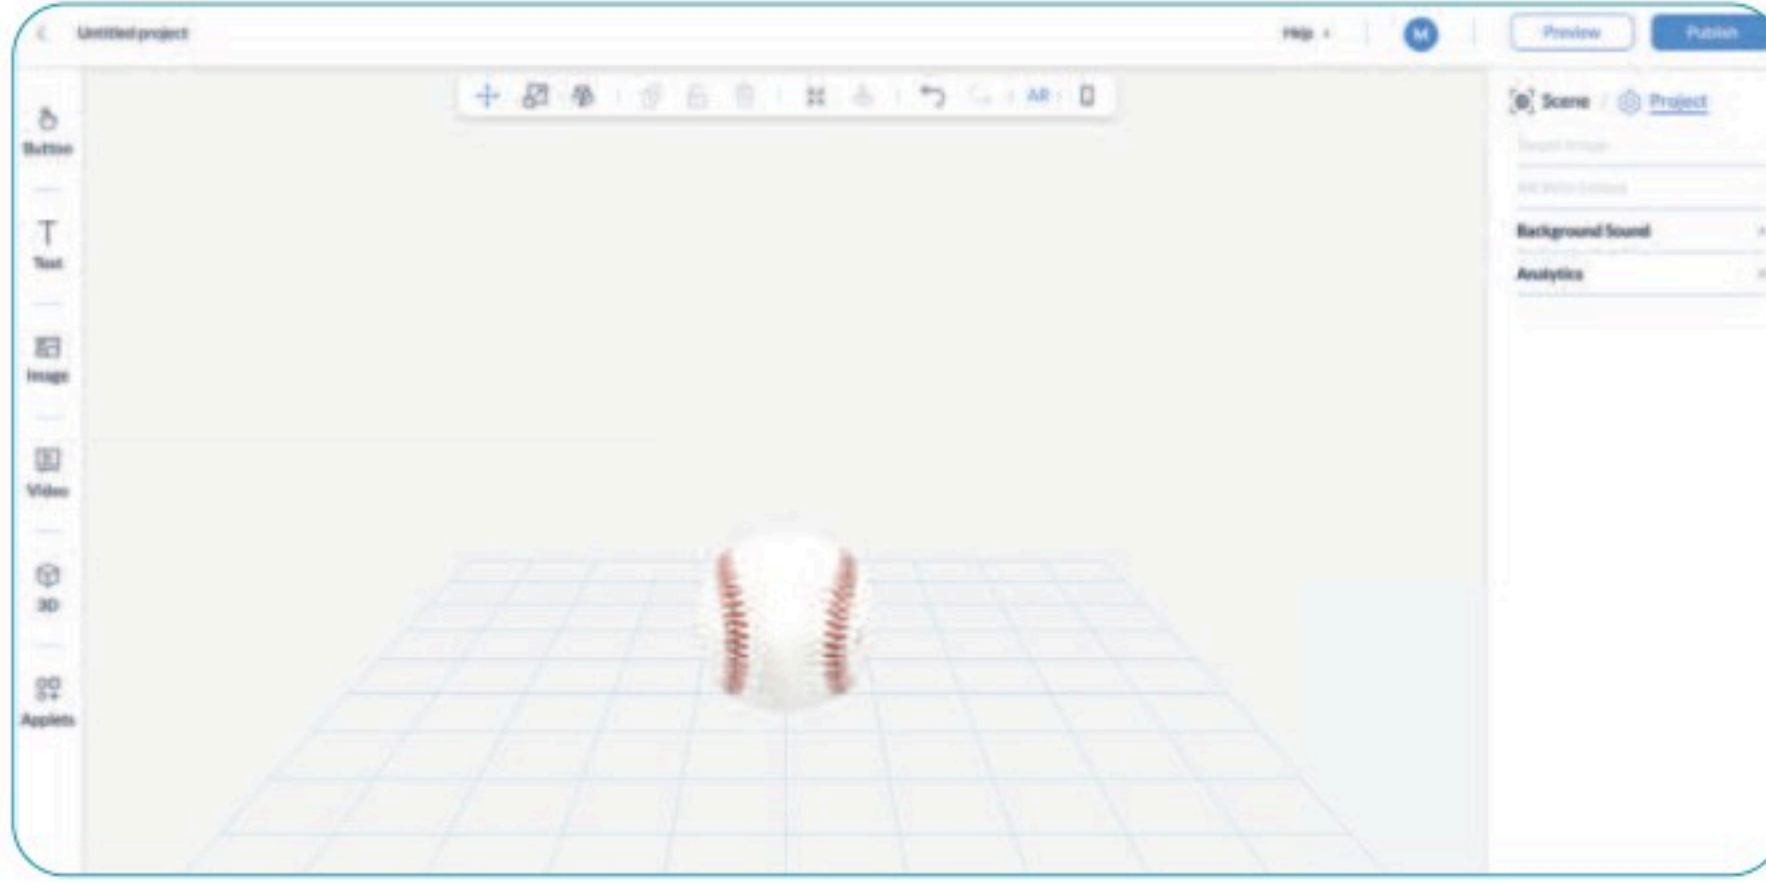 Untitled project
Help
M
Preview
Publish
AR
Scene / Project
Button
Text
Image
Video
3D
Applets
Background Sound
Analytics